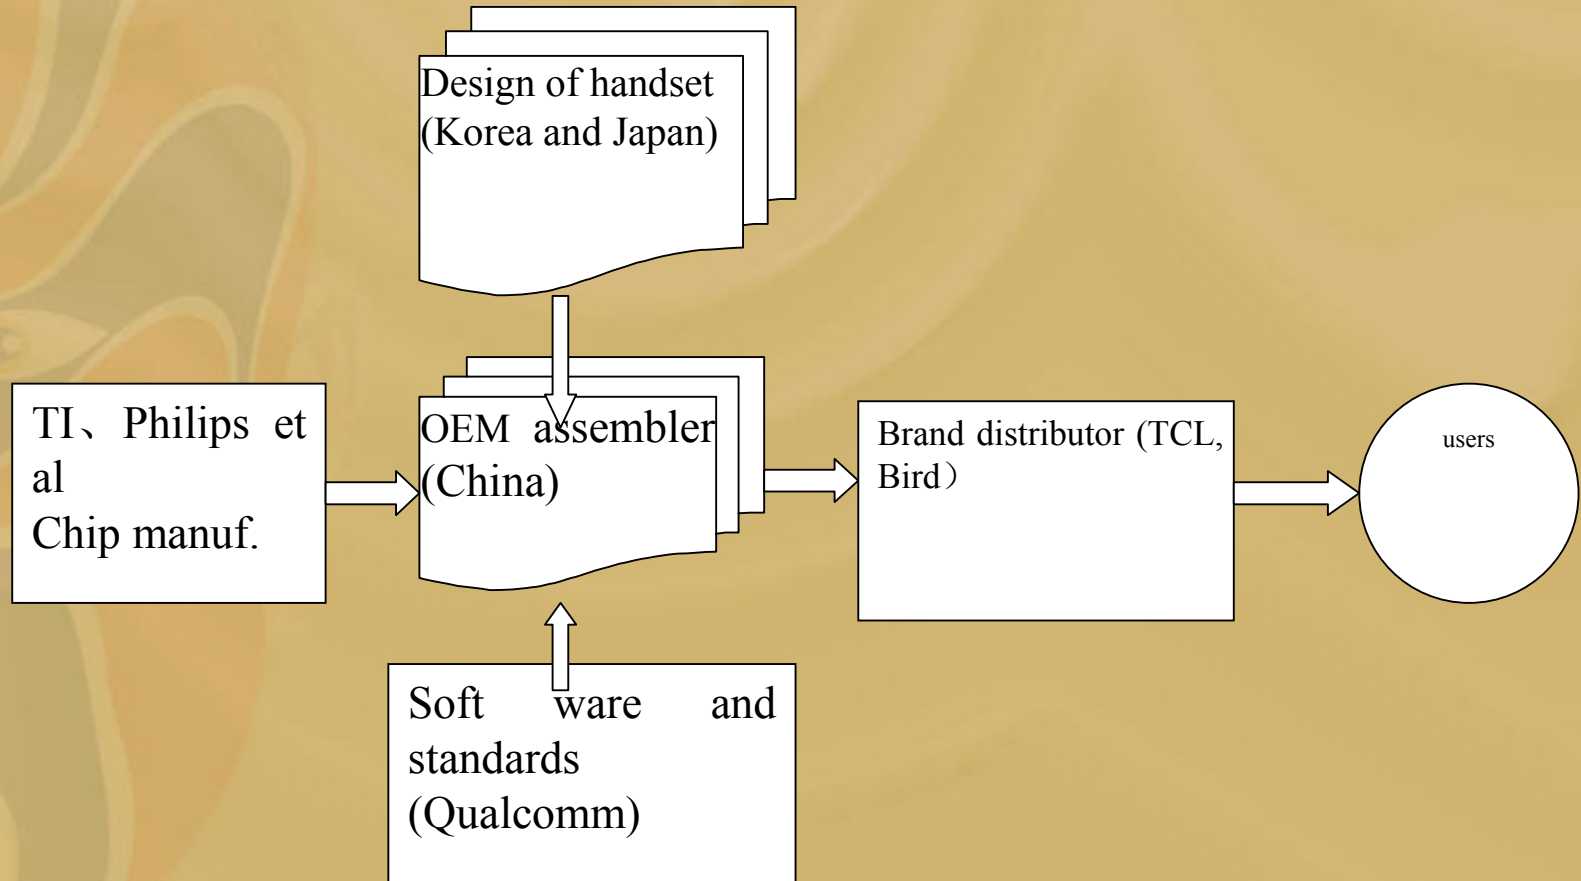 Design of handset
(Korea and Japan)
TI、Philips et
al
Chip manuf.
OEM assembler
(China)
Brand distributor (TCL,
Bird）
users
Soft ware and
standards
(Qualcomm)